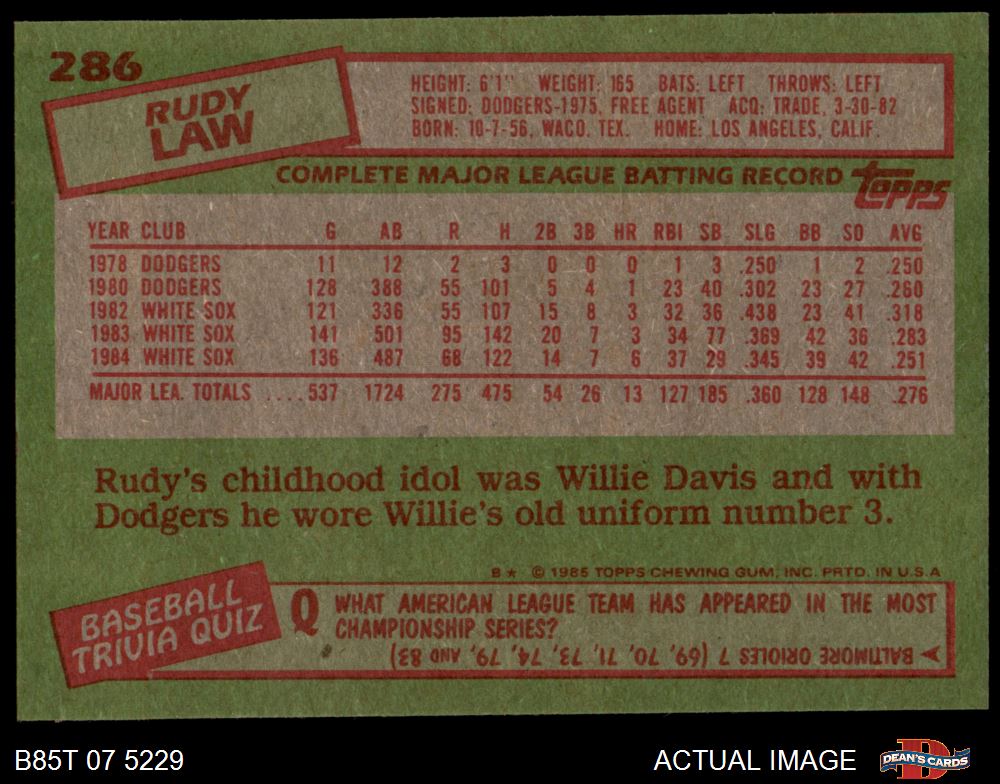 286
RUDY
LAW
HEIGHT: 6'1" WEIGHT: 165 BATS: LEFT THROWS: LEFT
SIGNED: DODGERS-1975, FREE AGENT ACQ: TRADE, 3-30-82
BORN: 10-7-56, WACO, TEX. HOME: LOS ANGELES, CALIF.
COMPLETE MAJOR LEAGUE BATTING RECORD topps
YEAR CLUB G AB R H 2B 3B HR RBI SB SLG BB SO AVG
1978 DODGERS 11 12 2 3 0 0 0 1 3 .250 1 2 .250
1980 DODGERS 128 388 55 101 5 4 1 23 40 .302 23 27 .260
1982 WHITE SOX 121 336 55 107 15 8 3 32 36 .438 23 41 .318
1983 WHITE SOX 141 501 95 142 20 7 3 34 77 .369 42 36 .283
1984 WHITE SOX 136 487 68 122 14 7 6 37 29 .345 39 42 .251
MAJOR LEA. TOTALS ....537 1724 275 475 54 26 13 127 185 .360 128 148 .276
Rudy's childhood idol was Willie Davis and with
Dodgers he wore Willie's old uniform number 3.
B★ © 1985 TOPPS CHEWING GUM, INC. PRTD. IN U.S.A
BASEBALL
TRIVIA QUIZ
Q WHAT AMERICAN LEAGUE TEAM HAS APPEARED IN THE MOST
CHAMPIONSHIP SERIES?
BALTIMORE ORIOLES 7 (69, 70, 71, 73, 74, 79, AND 83)
B85T 07 5229
ACTUAL IMAGE
D
DEAN'S CARDS